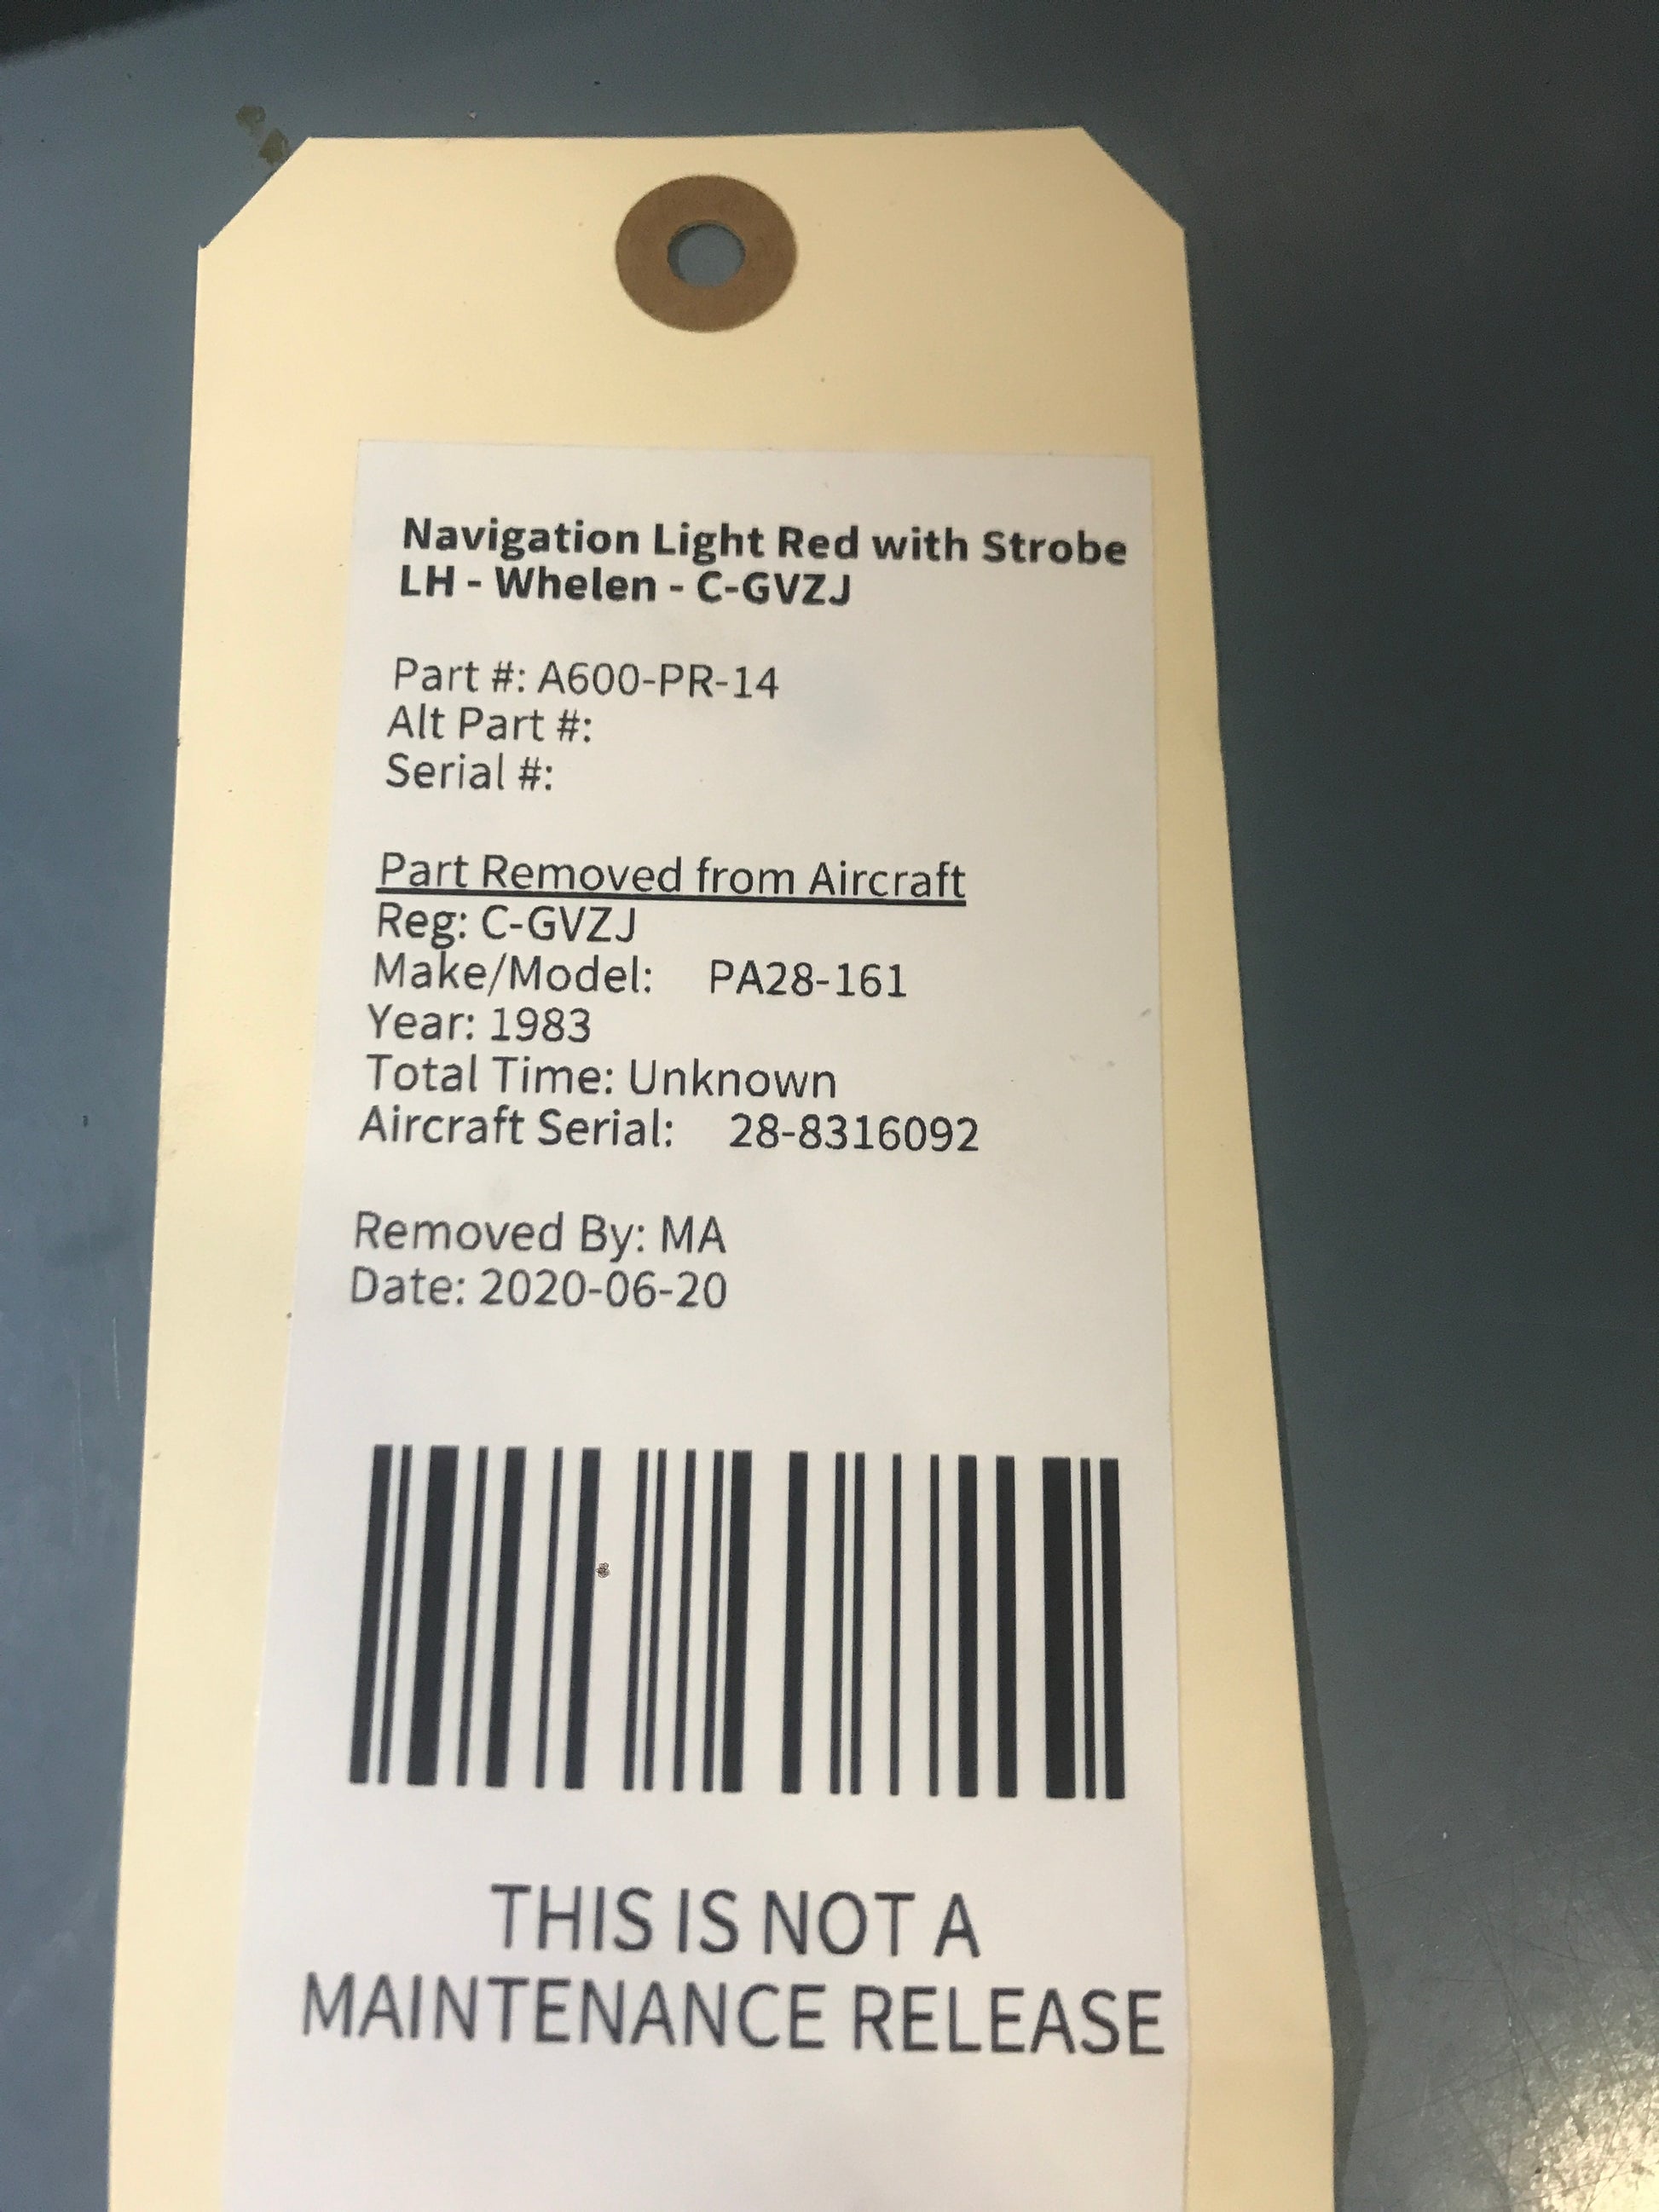 Navigation Light Red with Strobe
LH - Whelen - C-GVZJ
Part #: A600-PR-14
Alt Part #:
Serial #:
Part Removed from Aircraft
Reg: C-GVZJ
Make/Model: PA28-161
Year: 1983
Total Time: Unknown
Aircraft Serial: 28-8316092
Removed By: MA
Date: 2020-06-20
THIS IS NOT A
MAINTENANCE RELEASE